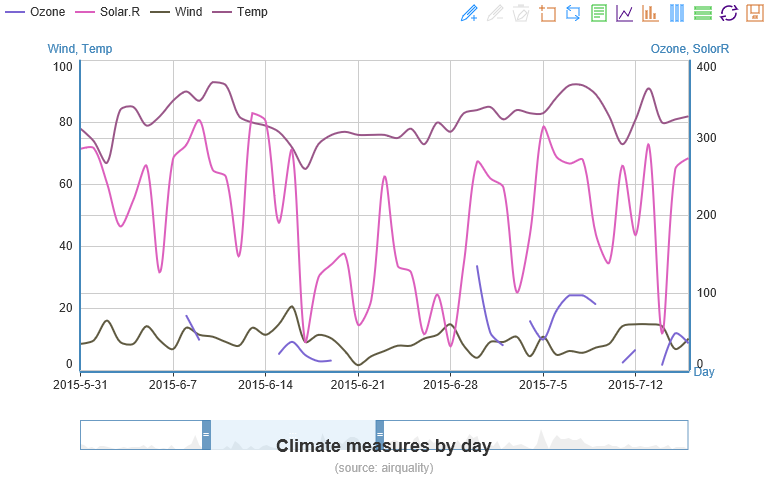 Ozone Solar.R Wind Temp
Wind, Temp Ozone, SolorR
100 400
80 300
60 200
40
20 100
0 0
Day
2015-5-31 2015-6-7 2015-6-14 2015-6-21 2015-6-28 2015-7-5 2015-7-12
Climate measures by day
(source: airquality)